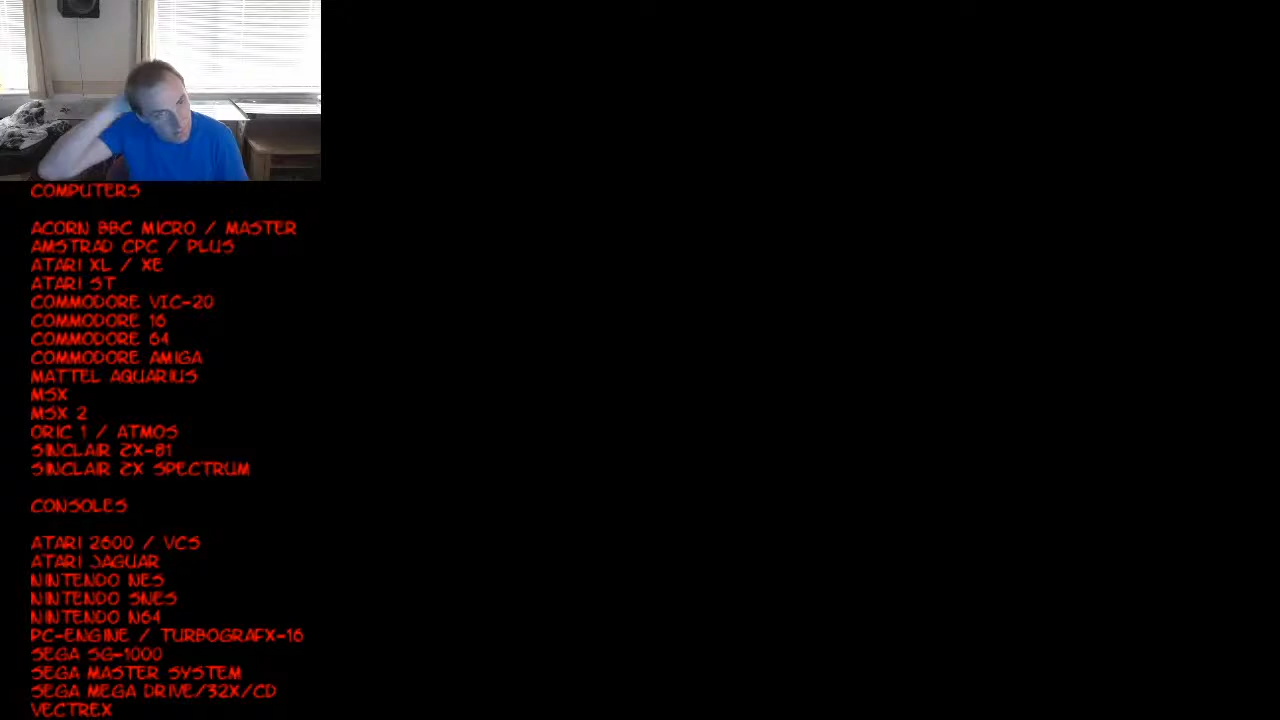 COMPUTERS
ACORN BBC MICRO / MASTER
AMSTRAD CPC / PLUS
ATARI XL / XE
ATARI ST
COMMODORE VIC-20
COMMODORE 16
COMMODORE 64
COMMODORE AMIGA
MATTEL AQUARIUS
MSX
MSX 2
ORIC 1 / ATMOS
SINCLAIR ZX-81
SINCLAIR ZX SPECTRUM
CONSOLES
ATARI 2600 / VCS
ATARI JAGUAR
NINTENDO NES
NINTENDO SNES
NINTENDO N64
PC-ENGINE / TURBOGRAFX-16
SEGA SG-1000
SEGA MASTER SYSTEM
SEGA MEGA DRIVE/32X/CD
VECTREX